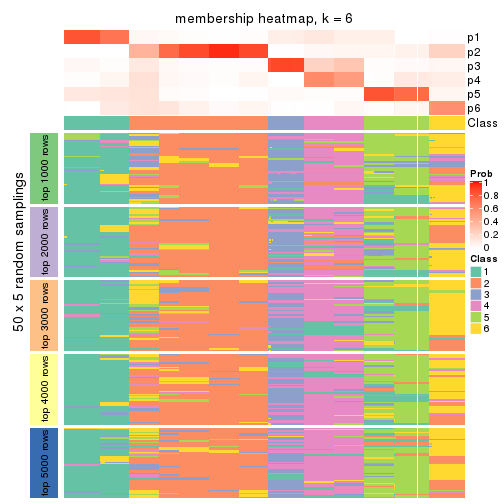 membership heatmap, k = 6
p1
p2
p3
p4
p5
p6
Class
50 x 5 random samplings
top 1000 rows
top 2000 rows
top 3000 rows
top 4000 rows
top 5000 rows
Prob
1
0.8
0.6
0.4
0.2
0
Class
1
2
3
4
5
6